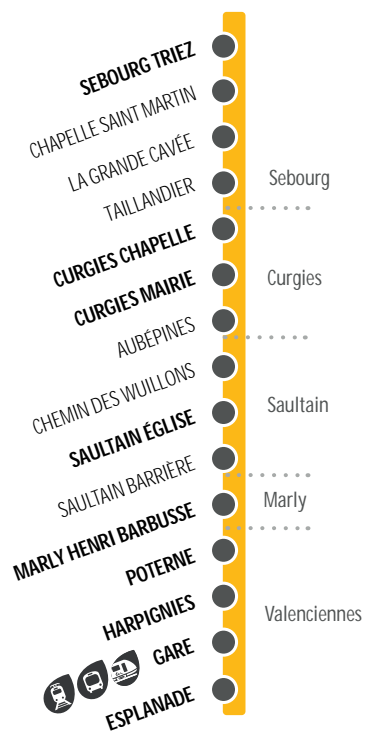 SEBOURG TRIEZ
CHAPELLE SAINT MARTIN
LA GRANDE CAVÉE
TAILLANDIER
Sebourg
CURGIES CHAPELLE
CURGIES MAIRIE
Curgies
AUBÉPINES
CHEMIN DES WUILLONS
SAULTAIN ÉGLISE
Saultain
SAULTAIN BARRIÈRE
MARLY HENRI BARBUSSE
Marly
POTERNE
HARPIGNIES
Valenciennes
GARE
ESPLANADE